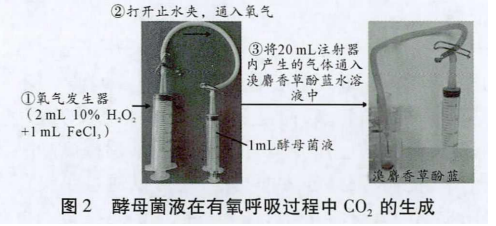 ②打开止水夹，通入氧气
①氧气发生器
（2 mL 10% H₂O₂
+1 mL FeCl₃）
1mL酵母菌液
③将20 mL注射器
内产生的气体通入
溴麝香草酚蓝水溶
液中
溴麝香草酚蓝
图2 酵母菌液在有氧呼吸过程中 CO₂ 的生成